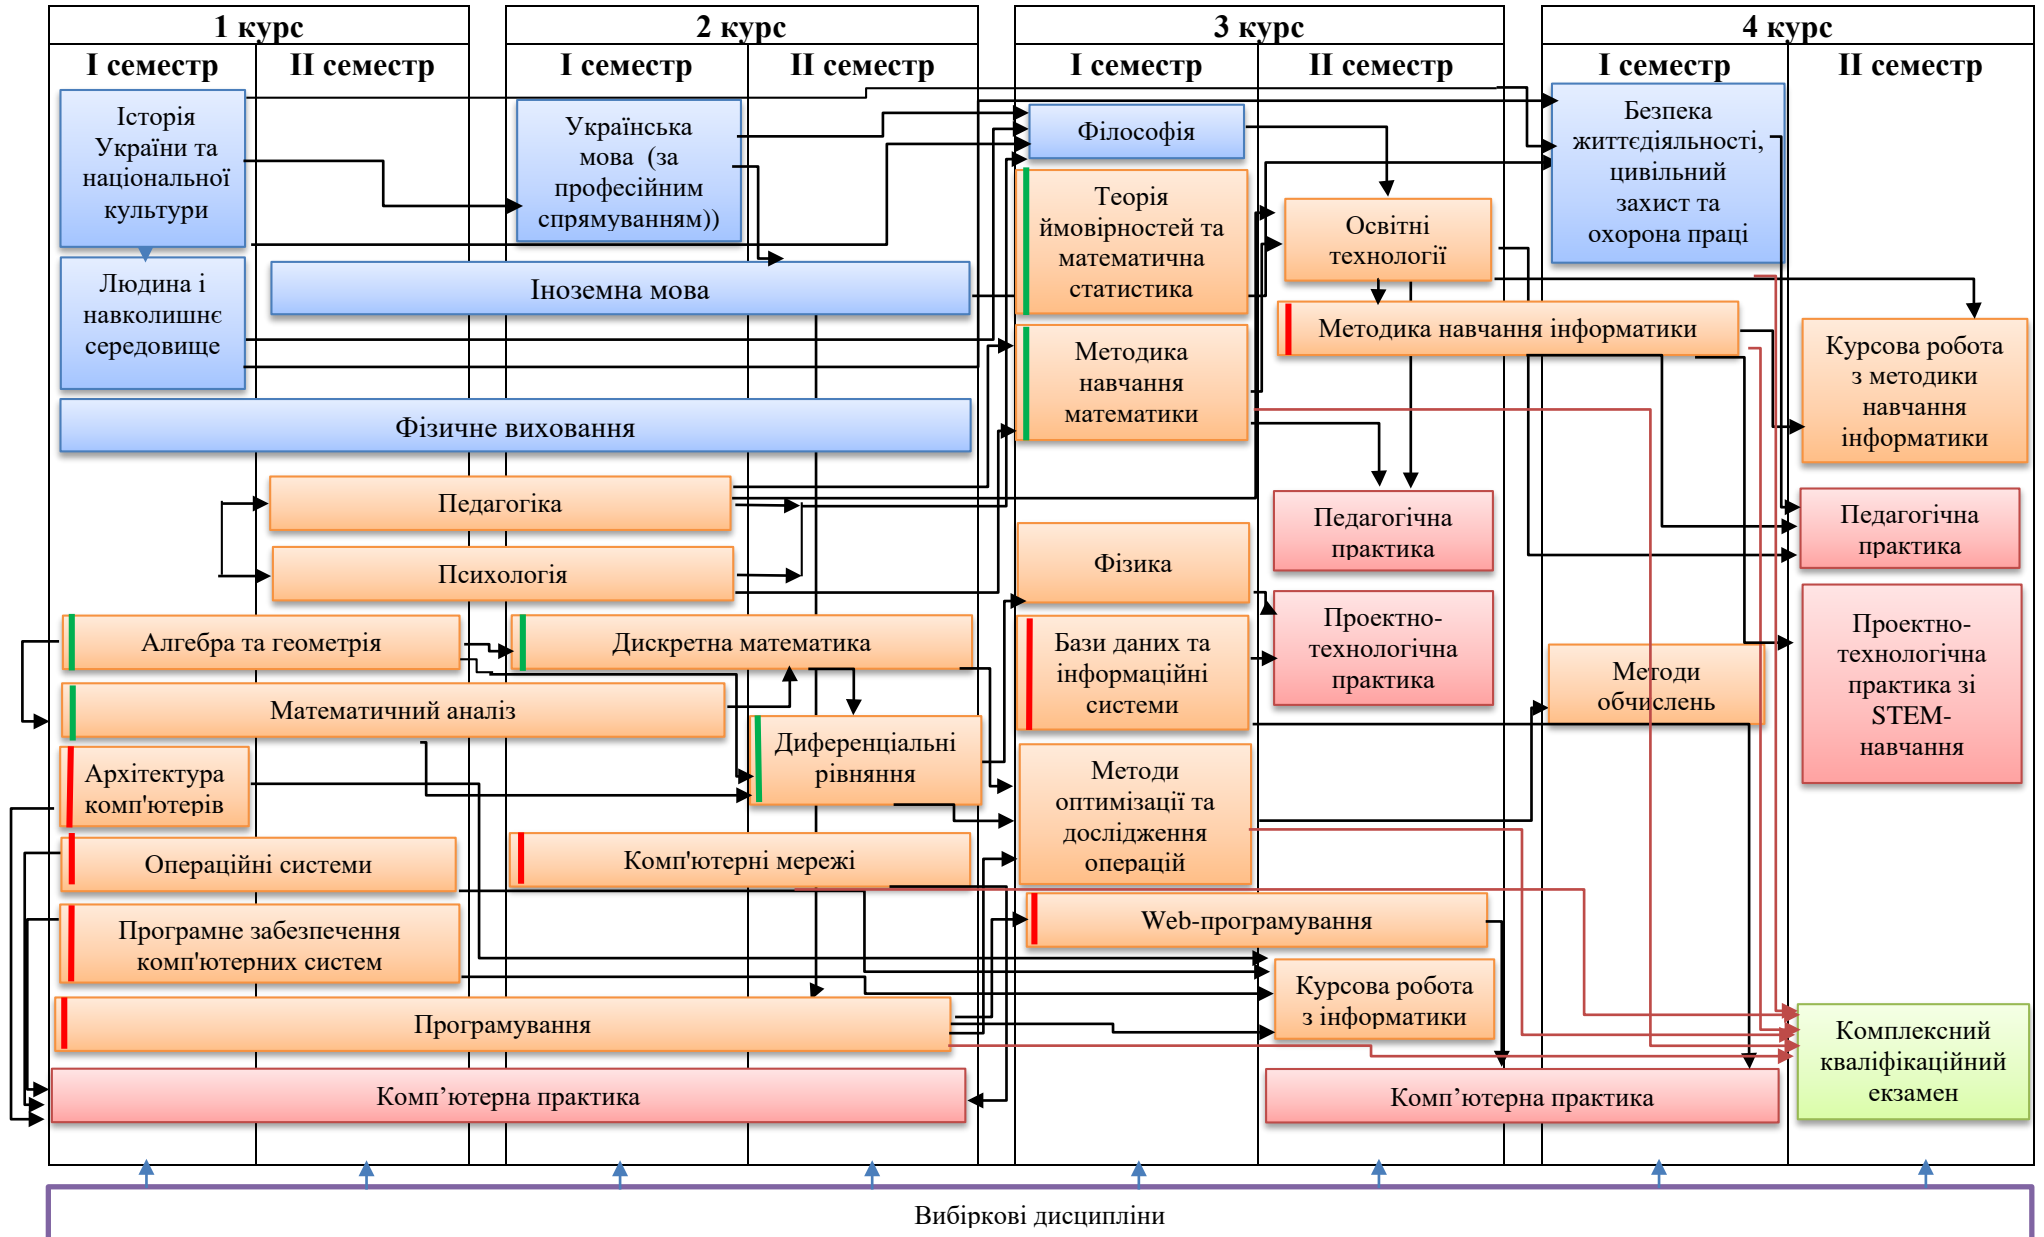 1 курс
2 курс
3 курс
4 курс
I семестр
II семестр
I семестр
II семестр
I семестр
II семестр
I семестр
II семестр
Історія
України та
національної
культури
Людина і
навколишнє
середовище
Українська
мова (за
професійним
спрямуванням))
Іноземна мова
Фізичне виховання
Педагогіка
Психологія
Алгебра та геометрія
Дискретна математика
Математичний аналіз
Диференціальні
рівняння
Архітектура
комп'ютерів
Операційні системи
Комп'ютерні мережі
Програмне забезпечення
комп'ютерних систем
Програмування
Комп’ютерна практика
Філософія
Теорія
ймовірностей та
математична
статистика
Методика
навчання
математики
Фізика
Бази даних та
інформаційні
системи
Методи
оптимізації та
дослідження
операцій
Web-програмування
Освітні
технології
Методика навчання інформатики
Педагогічна
практика
Проектно-
технологічна
практика
Курсова робота
з інформатики
Комп’ютерна практика
Безпека
життєдіяльності,
цивільний
захист та
охорона праці
Методи
обчислень
Курсова робота
з методики
навчання
інформатики
Педагогічна
практика
Проектно-
технологічна
практика зі
STEM-
навчання
Комплексний
кваліфікаційний
екзамен
Вибіркові дисципліни